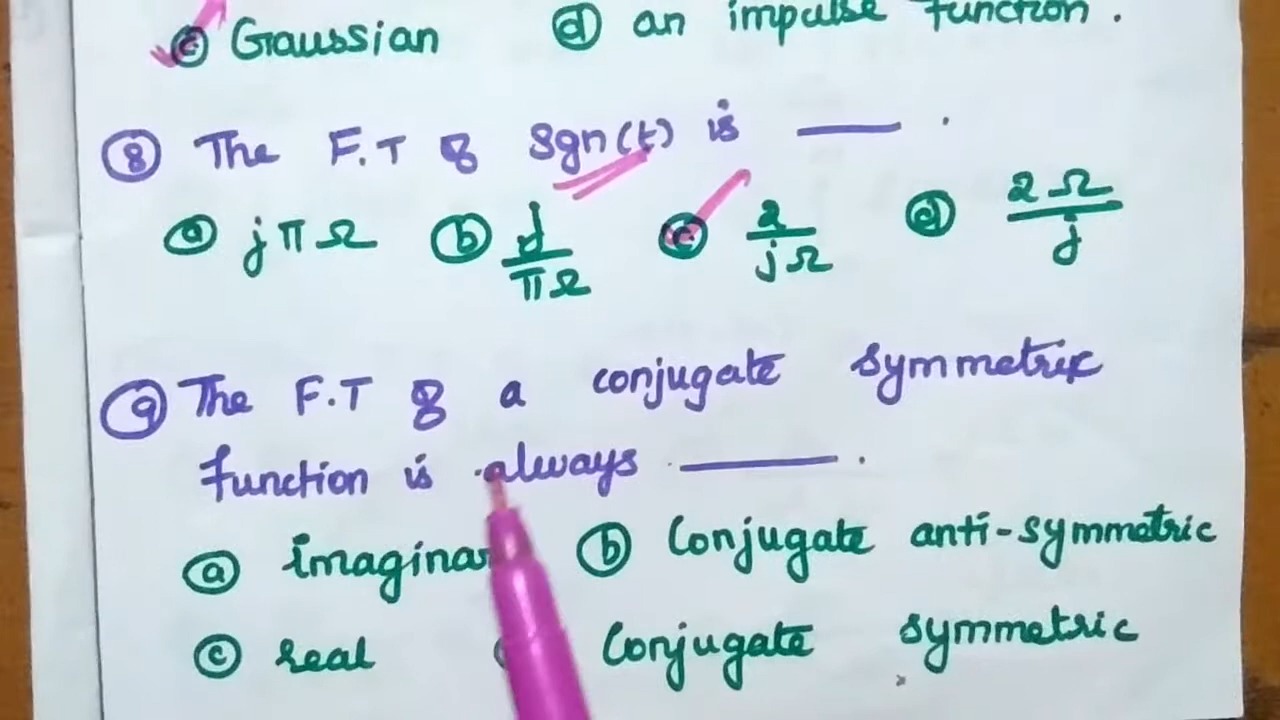 ⓒ Gaussian ⓓ an impulse function.
⑧ The F.T of Sgn(t) is ____ .
ⓐ jπΩ ⓑ j/πΩ ⓒ 2/jΩ ⓓ 2Ω/j
⑨ The F.T of a conjugate symmetric
function is always ____ .
ⓐ imaginar ⓑ Conjugate anti-symmetric
ⓒ real Conjugate symmetric